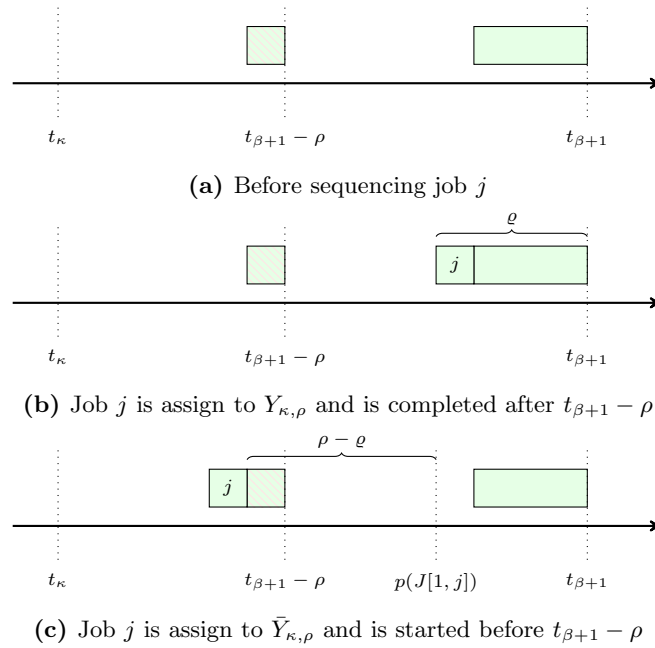 t_κ t_{β+1} − ρ t_{β+1}
(a) Before sequencing job j
ϱ
j
t_κ t_{β+1} − ρ t_{β+1}
(b) Job j is assign to Y_{κ,ρ} and is completed after t_{β+1} − ρ
ρ − ϱ
j
t_κ t_{β+1} − ρ p(J[1, j]) t_{β+1}
(c) Job j is assign to Ȳ_{κ,ρ} and is started before t_{β+1} − ρ